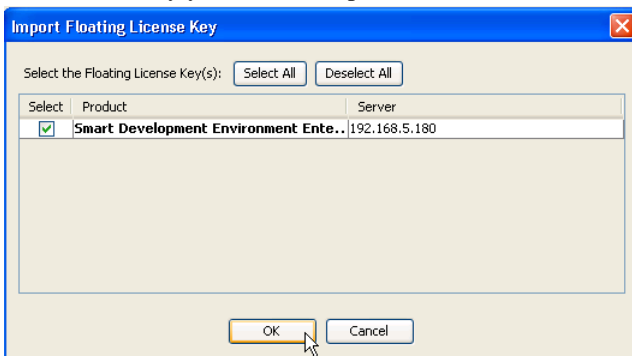 Import Floating License Key
Select the Floating License Key(s): Select All Deselect All
Select Product Server
Smart Development Environment Ente.. 192.168.5.180
OK Cancel